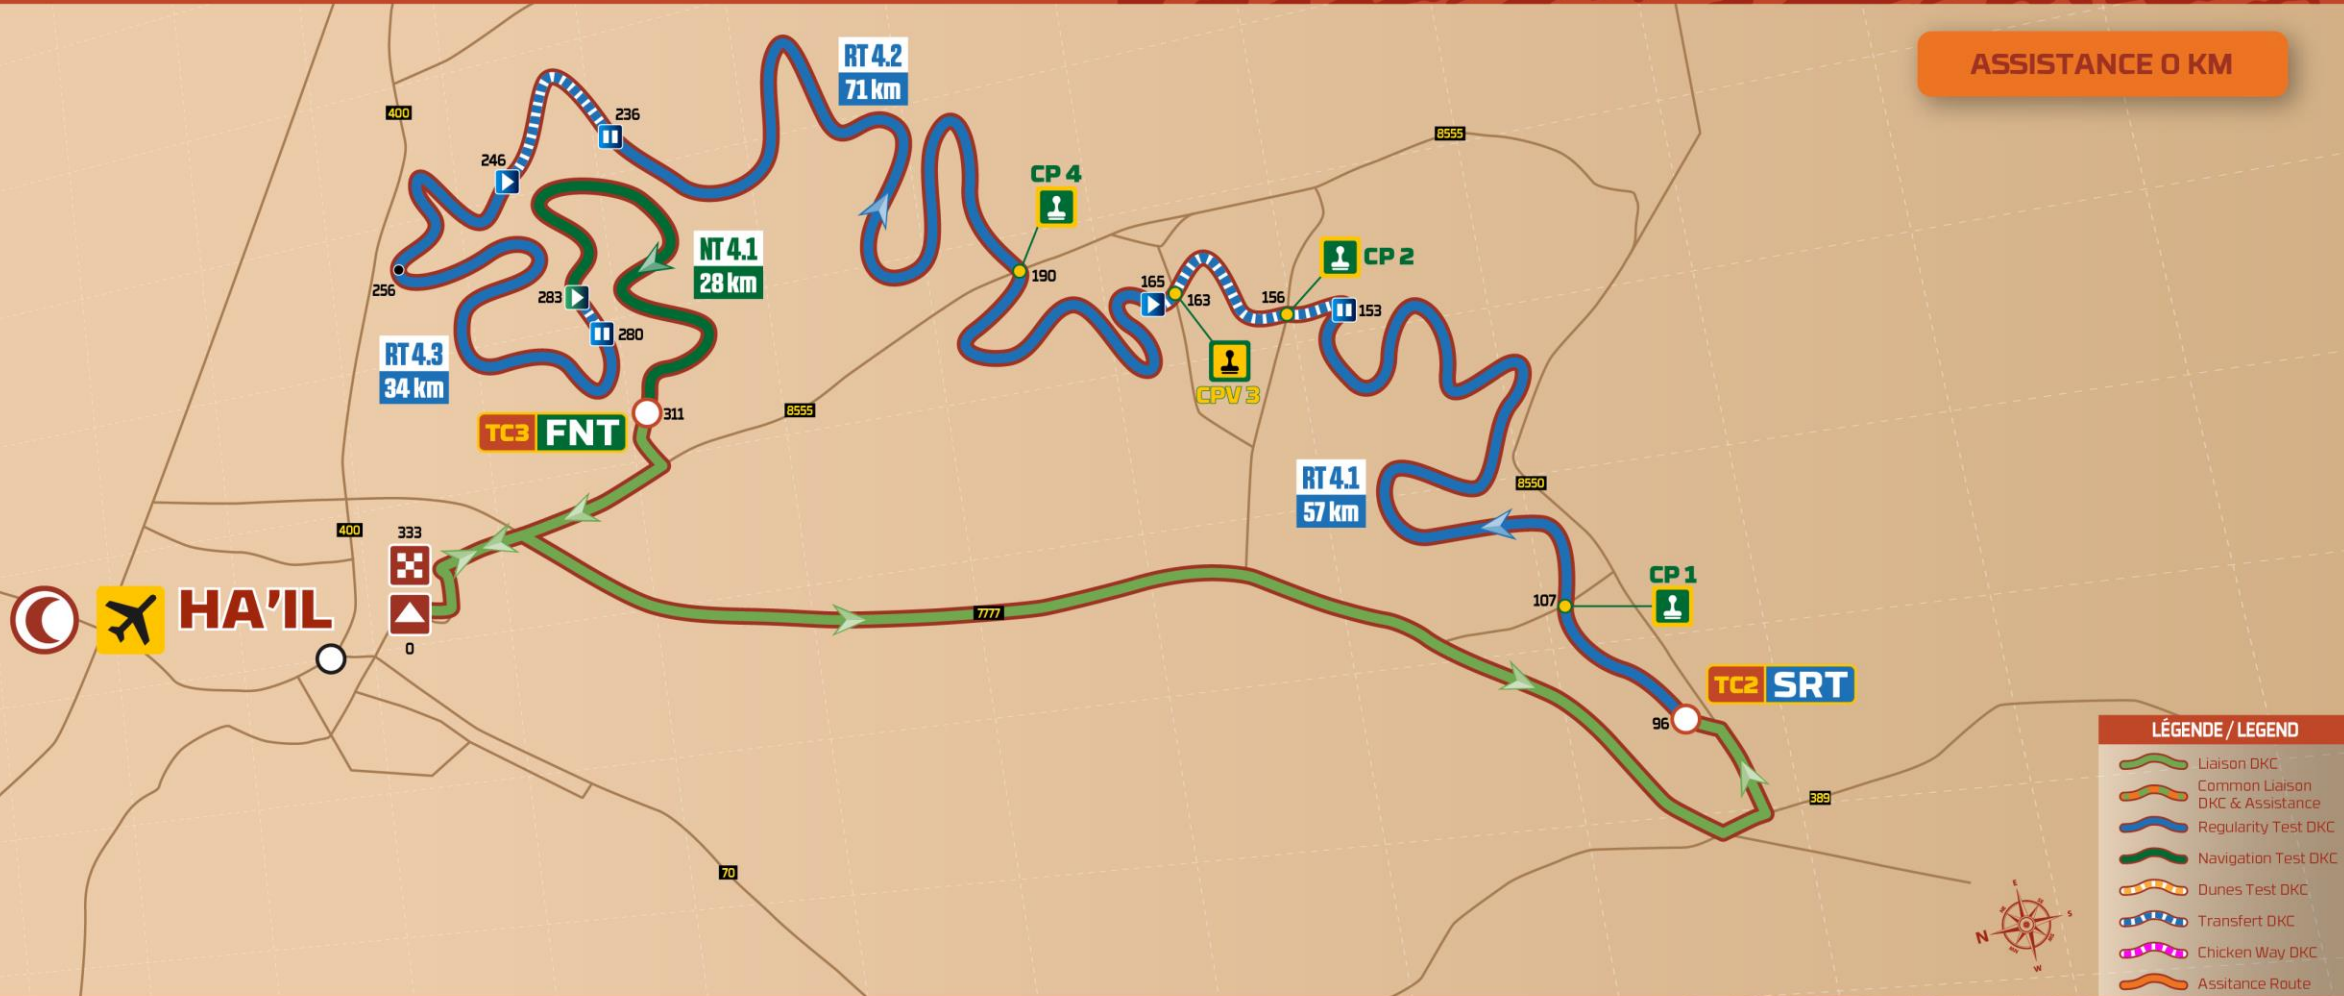 ASSISTANCE 0 KM
RT 4.2
71 km
400
236
246
CP 4
8555
NT 4.1
28 km
256
283
280
190
165
163
156
CP 2
153
RT 4.3
34 km
CPV 3
8555
TC3 FNT
311
RT 4.1
57 km
8550
400
333
HA'IL
0
7777
CP 1
107
TC2 SRT
96
389
70
LÉGENDE / LEGEND
Liaison DKC
Common Liaison
DKC & Assistance
Regularity Test DKC
Navigation Test DKC
Dunes Test DKC
Transfert DKC
Chicken Way DKC
Assitance Route
E
S
N
W